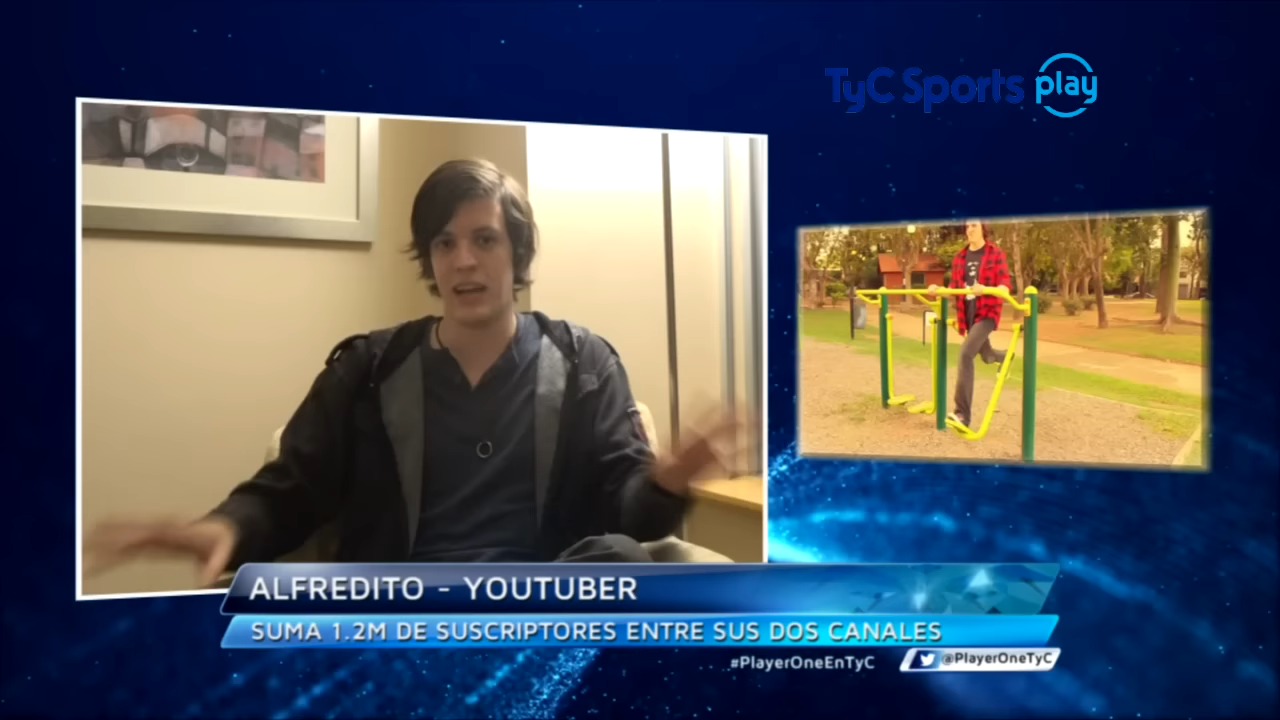 TyC Sports play
ALFREDITO - YOUTUBER
SUMA 1.2M DE SUSCRIPTORES ENTRE SUS DOS CANALES
#PlayerOneEnTyC @PlayerOneTyC